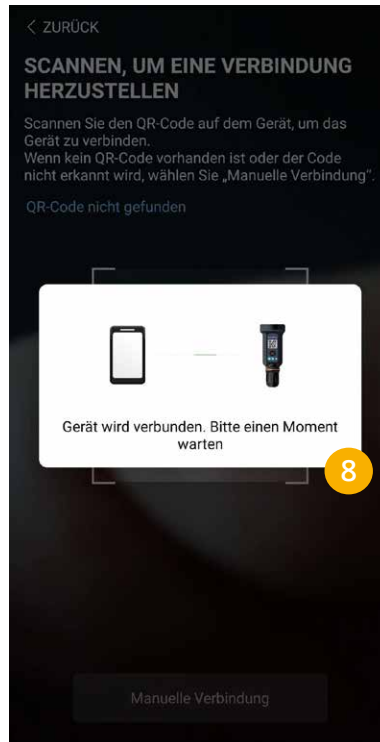 < ZURÜCK
SCANNEN, UM EINE VERBINDUNG
HERZUSTELLEN
Scannen Sie den QR-Code auf dem Gerät, um das
Gerät zu verbinden.
Wenn kein QR-Code vorhanden ist oder der Code
nicht erkannt wird, wählen Sie „Manuelle Verbindung“.
QR-Code nicht gefunden
Gerät wird verbunden. Bitte einen Moment
warten
8
Manuelle Verbindung